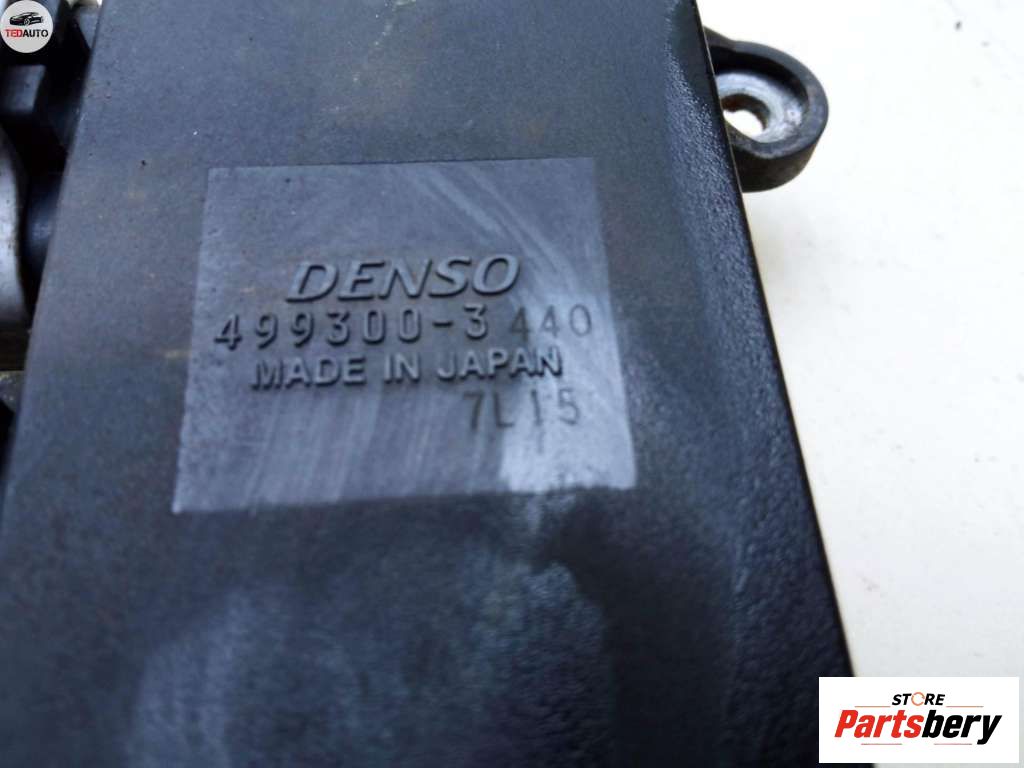 TEDAUTO
DENSO
499300-3440
MADE IN JAPAN
7L15
STORE
Partsbery